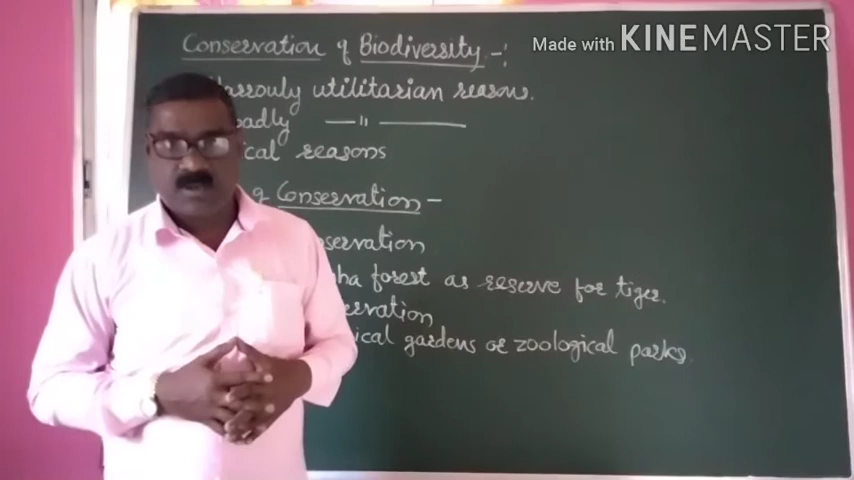 Conservation of Biodiversity -:
Made with KINEMASTER
utilitarian reasons.
— " —
reasons
Conservation -
forest as reserve for tiger.
gardens or zoological parks.